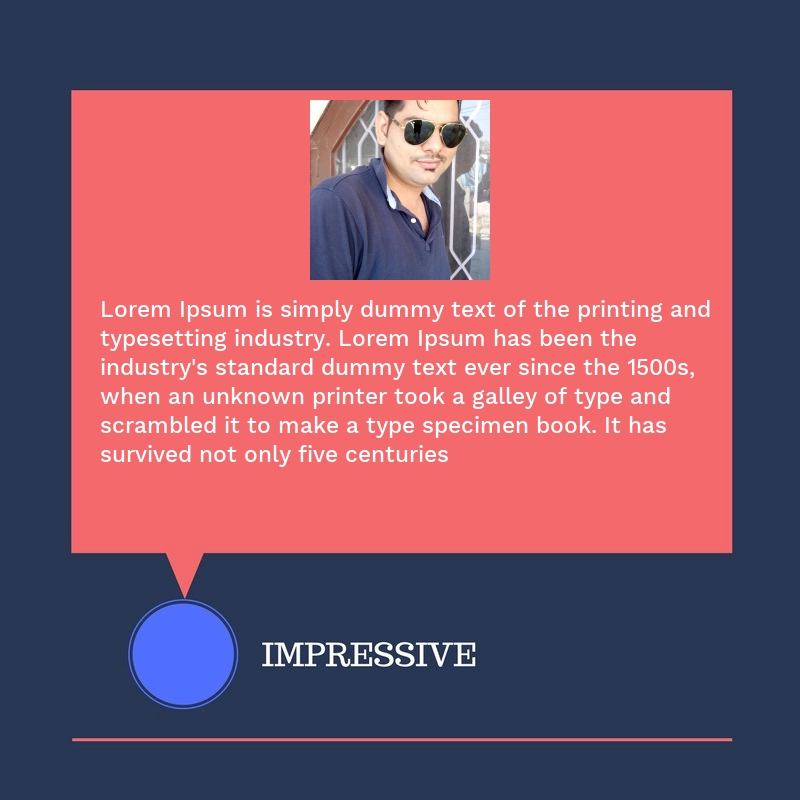 Lorem Ipsum is simply dummy text of the printing and
typesetting industry. Lorem Ipsum has been the
industry's standard dummy text ever since the 1500s,
when an unknown printer took a galley of type and
scrambled it to make a type specimen book. It has
survived not only five centuries
IMPRESSIVE